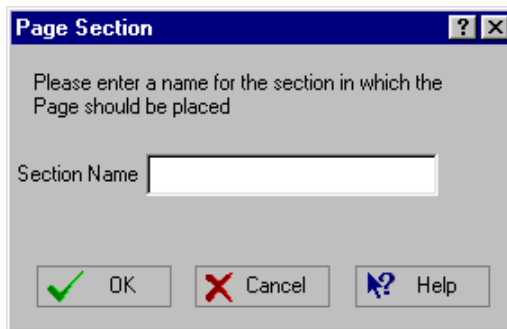 Page Section
Please enter a name for the section in which the
Page should be placed
Section Name
OK Cancel Help